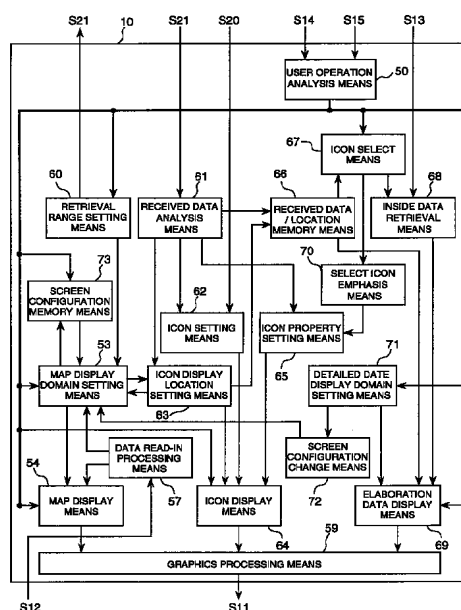 S21
S21
S20
S14
S15
S13
10
USER OPERATION
ANALYSIS MEANS
50
67
ICON SELECT
MEANS
60
61
66
68
RETRIEVAL
RANGE SETTING
MEANS
RECEIVED DATA
ANALYSIS MEANS
RECEIVED DATA
/ LOCATION
MEMORY MEANS
INSIDE DATA
RETRIEVAL
MEANS
73
70
SCREEN
CONFIGURATION
MEMORY MEANS
62
SELECT ICON
EMPHASIS MEANS
ICON SETTING
MEANS
53
MAP DISPLAY
DOMAIN SETTING
MEANS
ICON DISPLAY
LOCATION
SETTING MEANS
63
ICON PROPERTY
SETTING MEANS
65
71
DETAILED DATE
DISPLAY DOMAIN
SETTING MEANS
DATA READ-IN
PROCESSING
MEANS
57
SCREEN
CONFIGURATION
CHANGE MEANS
72
54
MAP DISPLAY
MEANS
ICON DISPLAY
MEANS
64
ELABORATION
DATA DISPLAY
MEANS
69
59
GRAPHICS PROCESSING MEANS
S12
S11